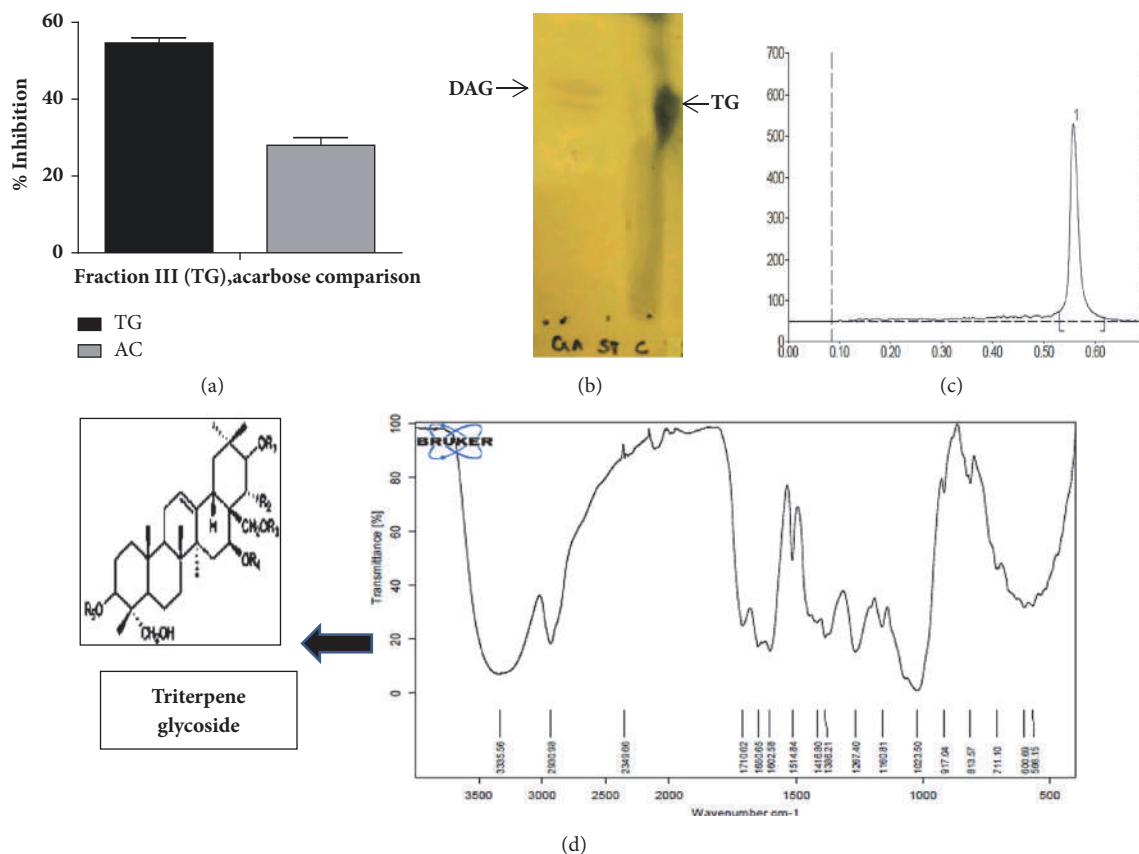 60
40
20
0
% Inhibition
Fraction III (TG),acarbose comparison
TG
AC
(a)
DAG
TG
GA ST C
(b)
700
600
500
400
300
200
100
0
1
0.00 0.10 0.20 0.30 0.40 0.50 0.60
(c)
OR₁
R₂
H
CH₂OR₃
OR₄
R₅O
CH₂OH
Triterpene
glycoside
BRUKER
100
80
60
40
20
0
Transmittance [%]
3335.56
2930.98
2349.66
1710.62
1650.65
1602.58
1514.84
1416.80
1386.21
1267.40
1160.81
1023.50
917.04
813.57
711.10
600.69
566.15
3500 3000 2500 2000 1500 1000 500
Wavenumber cm-1
(d)